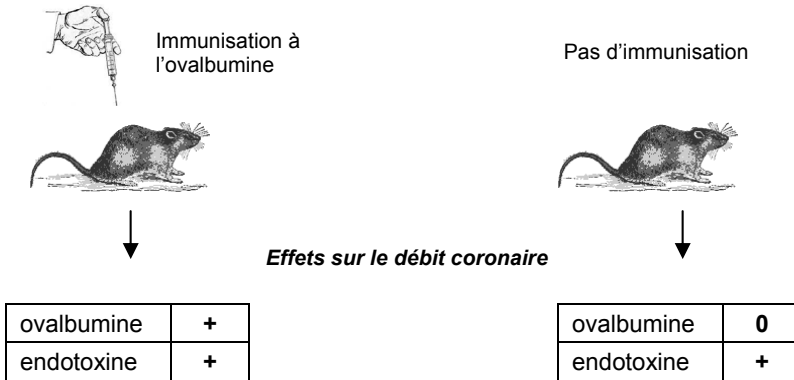 Immunisation à
l’ovalbumine
Pas d’immunisation
Effets sur le débit coronaire
ovalbumine +
endotoxine +
ovalbumine 0
endotoxine +